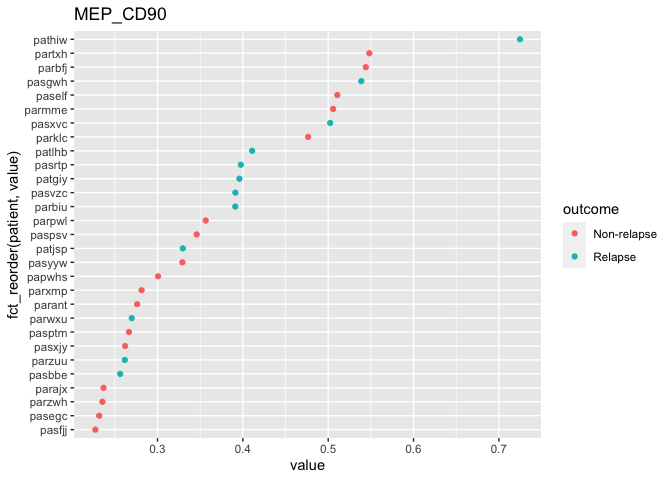 MEP_CD90
fct_reorder(patient, value)
pathiw
partxh
parbfj
pasgwh
paself
parmme
pasxvc
parklc
patlhb
pasrtp
patgiy
pasvzc
parbiu
parpwl
paspsv
patjsp
pasyyw
papwhs
parxmp
parant
parwxu
pasptm
pasxjy
parzuu
pasbbe
parajx
parzwh
pasegc
pasfjj
0.3 0.4 0.5 0.6 0.7
value
outcome
Non-relapse
Relapse